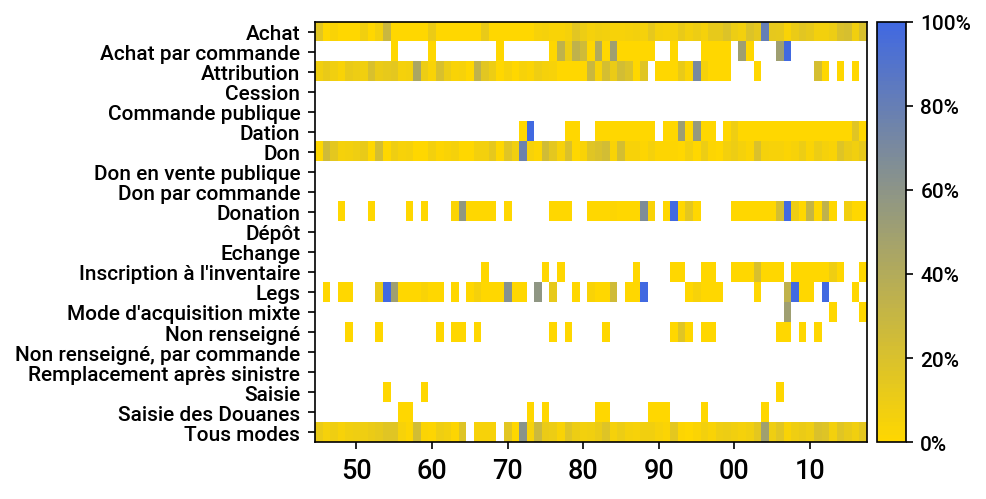 Achat
Achat par commande
Attribution
Cession
Commande publique
Dation
Don
Don en vente publique
Don par commande
Donation
Dépôt
Echange
Inscription à l'inventaire
Legs
Mode d'acquisition mixte
Non renseigné
Non renseigné, par commande
Remplacement après sinistre
Saisie
Saisie des Douanes
Tous modes
50 60 70 80 90 00 10
100%
80%
60%
40%
20%
0%